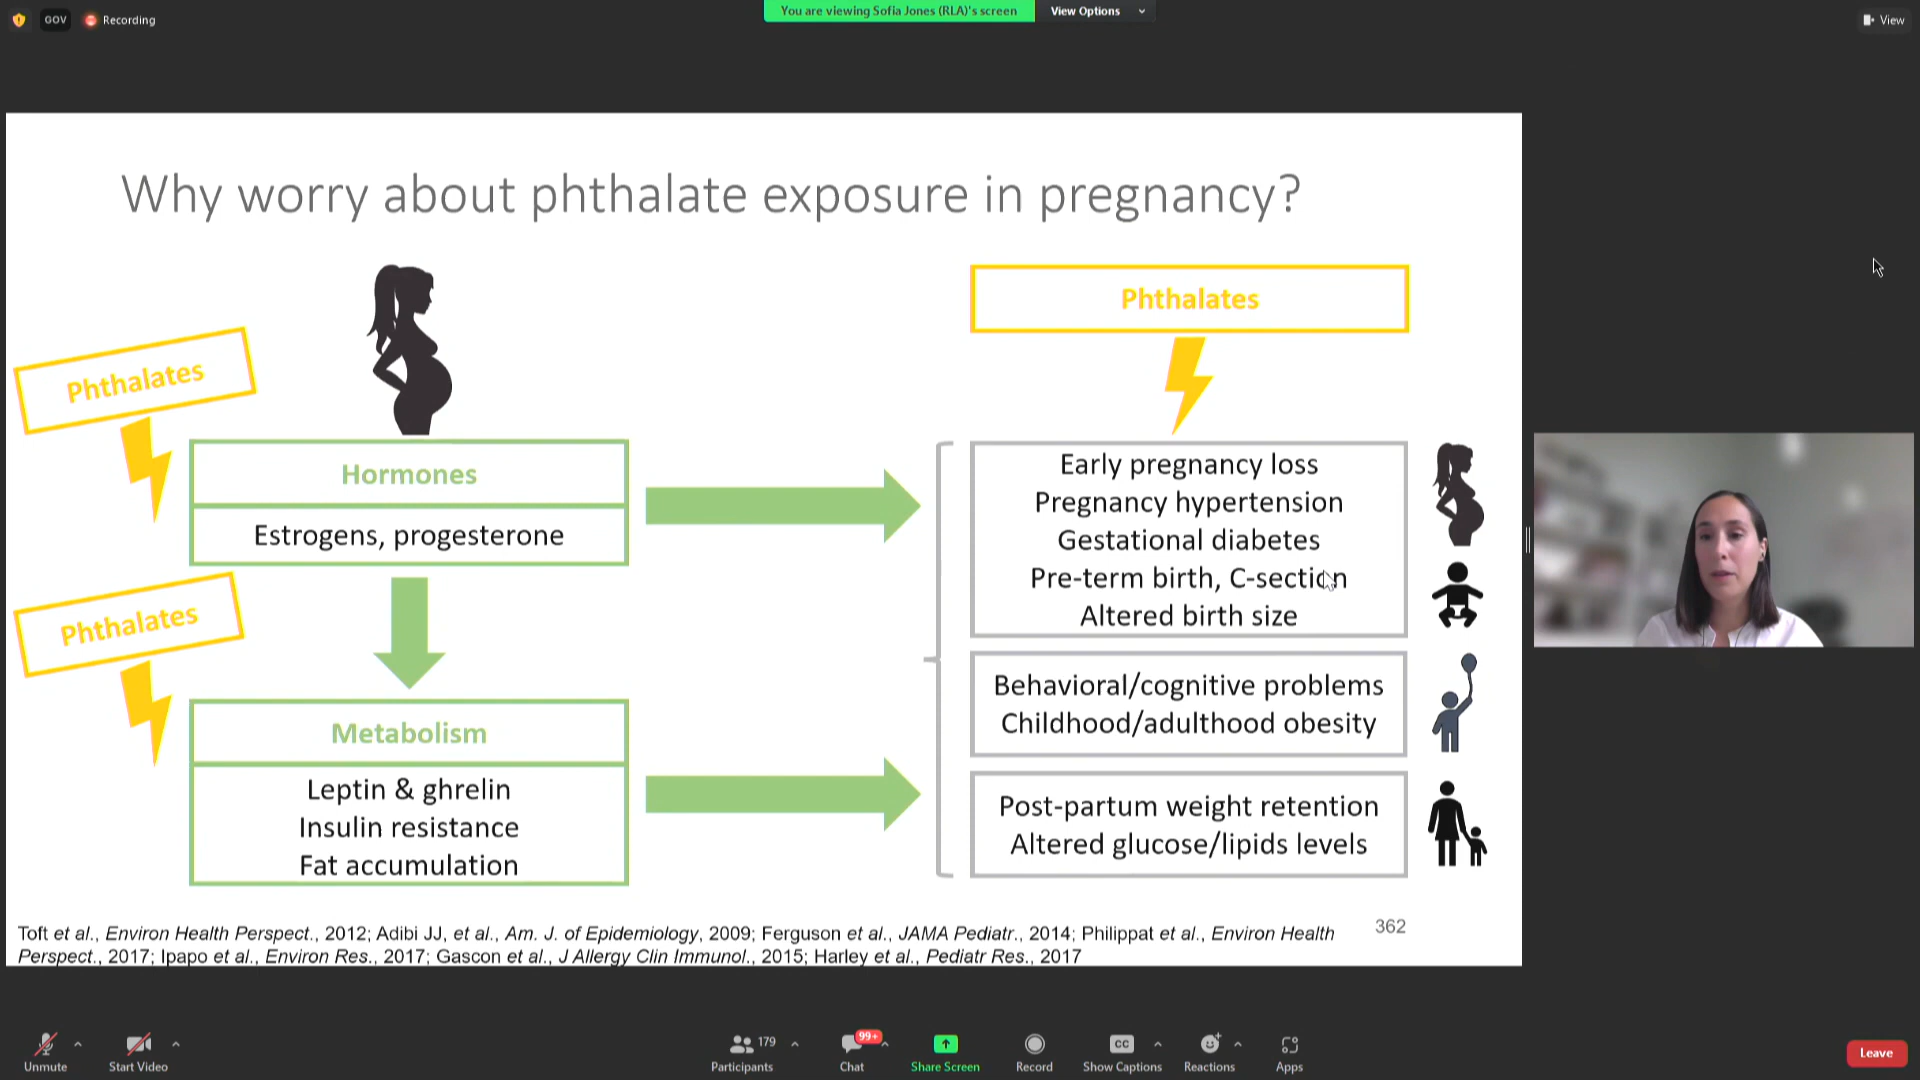 GOV
Recording
You are viewing Sofia Jones (RLA)'s screen
View Options
View
Why worry about phthalate exposure in pregnancy?
Phthalates
Hormones
Estrogens, progesterone
Phthalates
Metabolism
Leptin & ghrelin
Insulin resistance
Fat accumulation
Phthalates
Early pregnancy loss
Pregnancy hypertension
Gestational diabetes
Pre-term birth, C-section
Altered birth size
Behavioral/cognitive problems
Childhood/adulthood obesity
Post-partum weight retention
Altered glucose/lipids levels
362
Toft et al., Environ Health Perspect., 2012; Adibi JJ, et al., Am. J. of Epidemiology, 2009; Ferguson et al., JAMA Pediatr., 2014; Philippat et al., Environ Health
Perspect., 2017; Ipapo et al., Environ Res., 2017; Gascon et al., J Allergy Clin Immunol., 2015; Harley et al., Pediatr Res., 2017
Unmute
Start Video
179
Participants
99+
Chat
Share Screen
Record
CC
Show Captions
Reactions
Apps
Leave